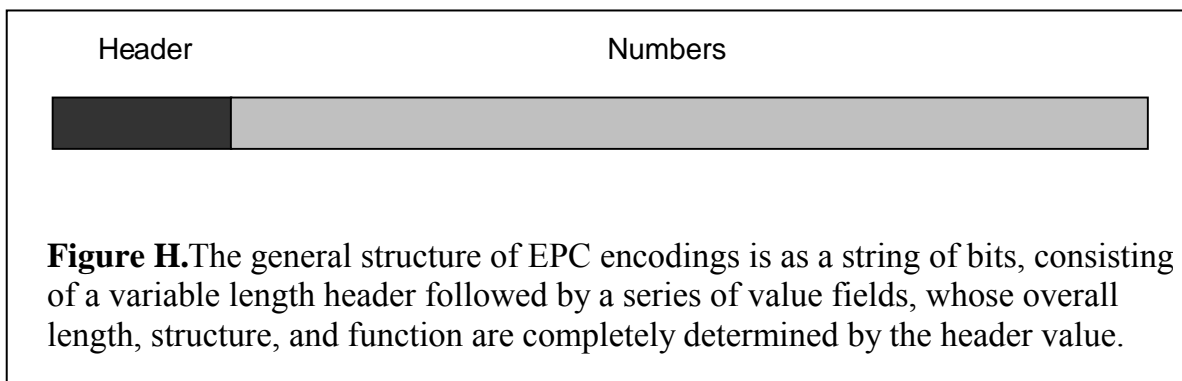 Header Numbers
Figure H.The general structure of EPC encodings is as a string of bits, consisting
of a variable length header followed by a series of value fields, whose overall
length, structure, and function are completely determined by the header value.